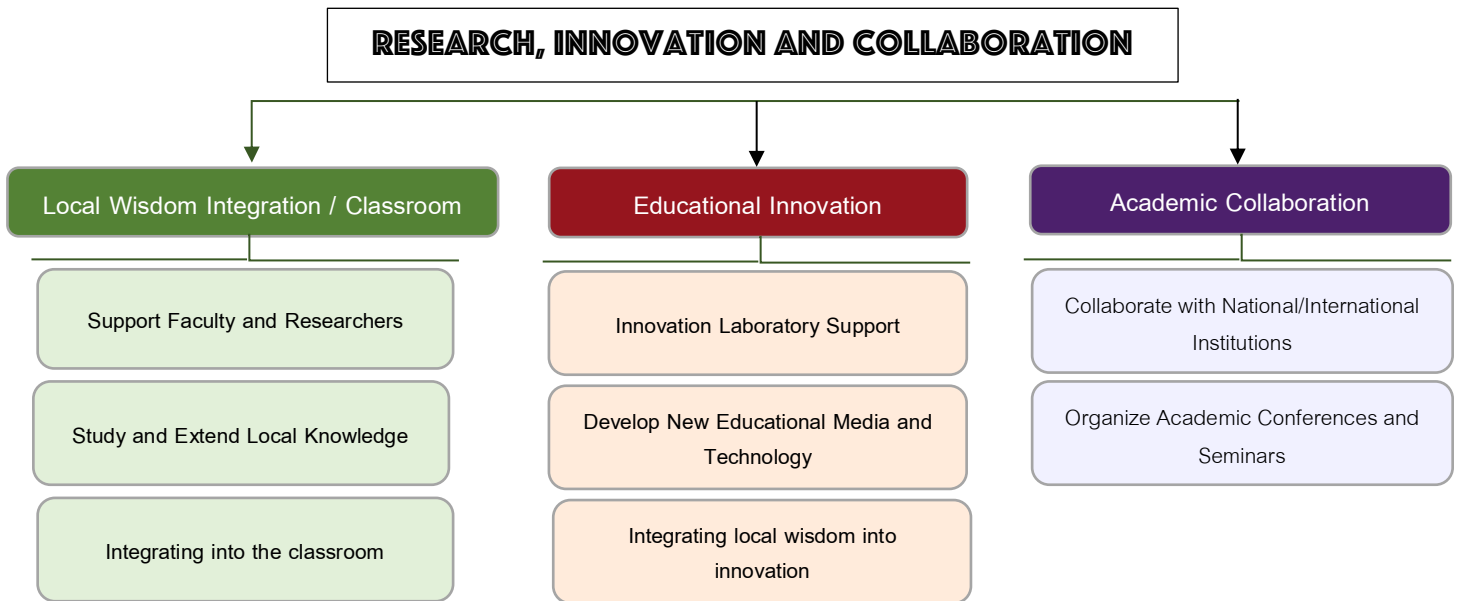 RESEARCH, INNOVATION AND COLLABORATION
Local Wisdom Integration / Classroom
Support Faculty and Researchers
Study and Extend Local Knowledge
Integrating into the classroom
Educational Innovation
Innovation Laboratory Support
Develop New Educational Media and
Technology
Integrating local wisdom into
innovation
Academic Collaboration
Collaborate with National/International
Institutions
Organize Academic Conferences and
Seminars